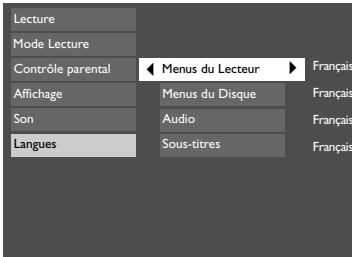 Lecture
Mode Lecture
Contrôle parental
Affichage
Son
Langues
Menus du Lecteur
Menus du Disque
Audio
Sous-titres
Français
Français
Français
Français